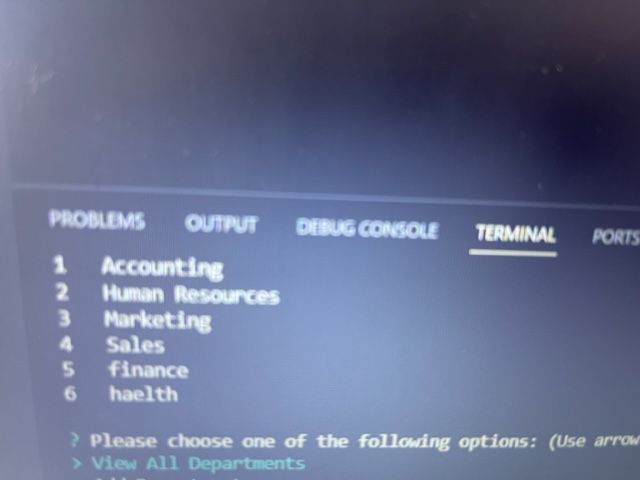 PROBLEMS OUTPUT DEBUG CONSOLE TERMINAL PORTS
1 Accounting
2 Human Resources
3 Marketing
4 Sales
5 finance
6 haelth
? Please choose one of the following options: (Use arrow
> View All Departments